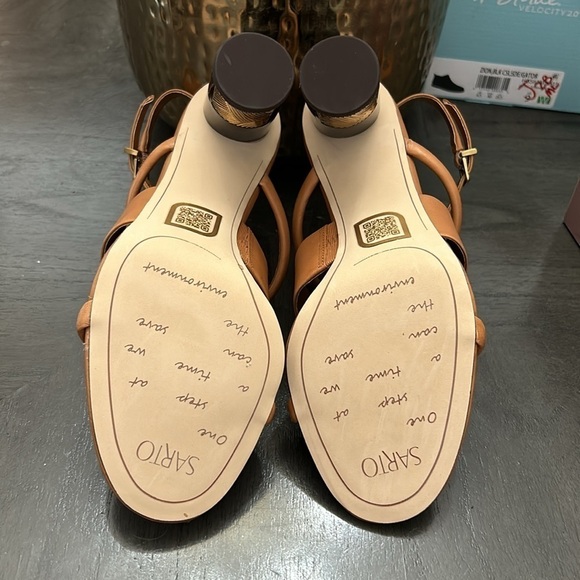 SARTO
One step at
a time we
can save
the environment
SARTO
One step at
a time we
can save
the environment
VELOCITY20